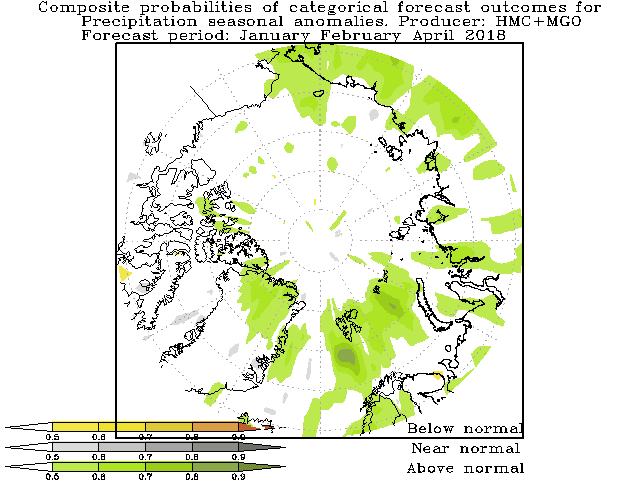 Composite probabilities of categorical forecast outcomes for
Precipitation seasonal anomalies. Producer: HMC+MGO
Forecast period: January February April 2018
Below normal
0.5 0.6 0.7 0.8 0.9
Near normal
0.5 0.6 0.7 0.8 0.9
Above normal
0.5 0.6 0.7 0.8 0.9